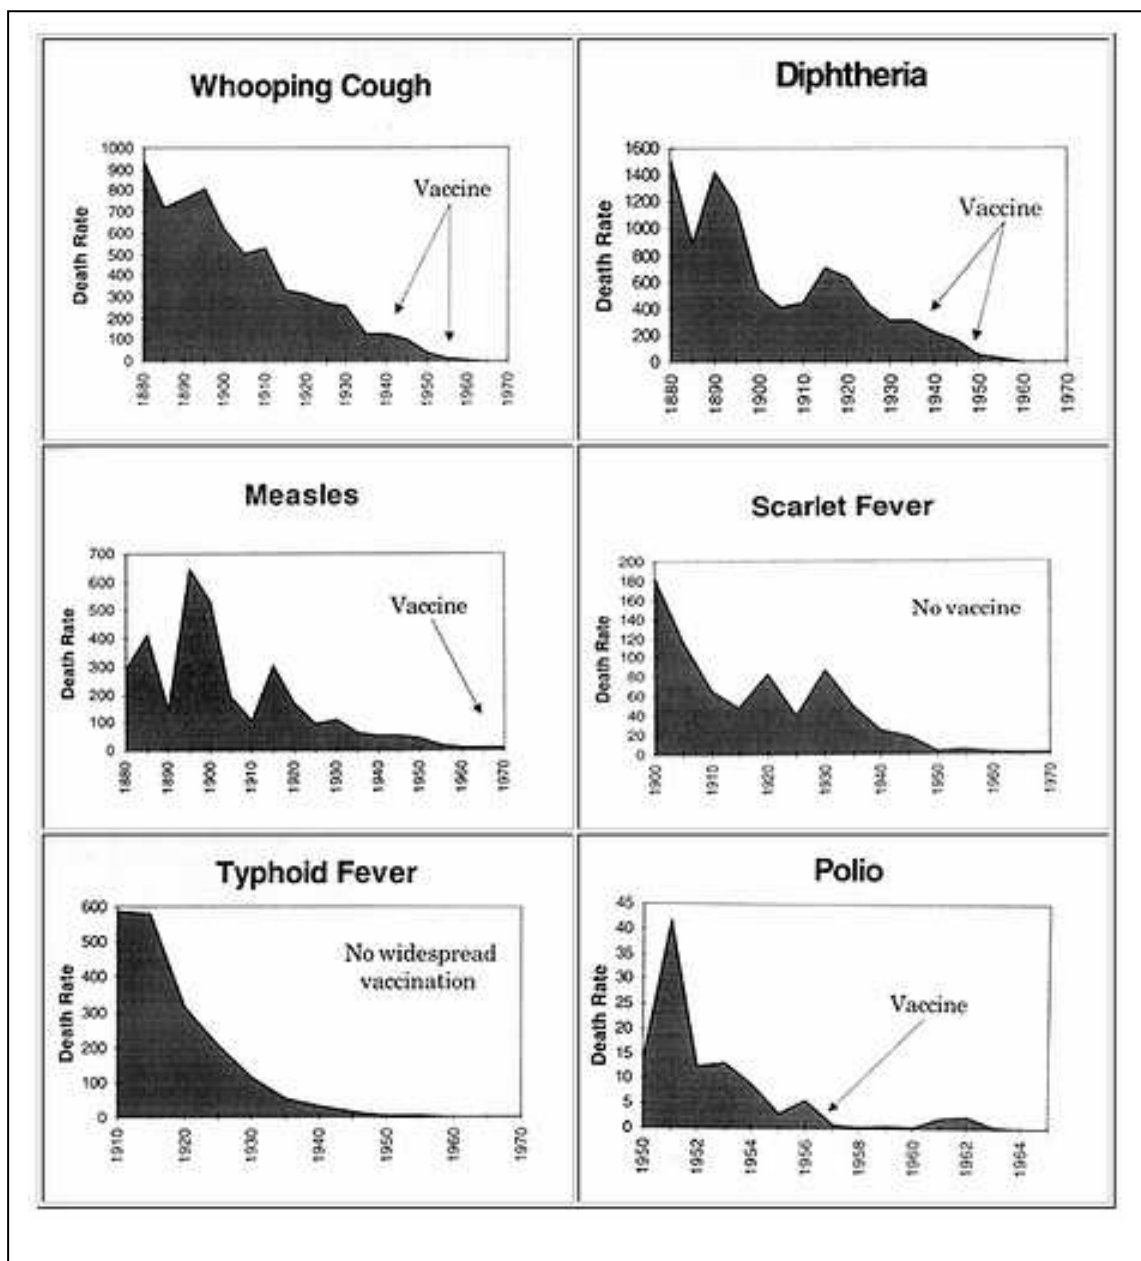 Whooping Cough
Death Rate
1000
900
800
700
600
500
400
300
200
100
0
Vaccine
1880 1890 1900 1910 1920 1930 1940 1950 1960 1970
Diphtheria
Death Rate
1600
1400
1200
1000
800
600
400
200
0
Vaccine
1880 1890 1900 1910 1920 1930 1940 1950 1960 1970
Measles
Death Rate
700
600
500
400
300
200
100
0
Vaccine
1880 1890 1900 1910 1920 1930 1940 1950 1960 1970
Scarlet Fever
Death Rate
200
180
160
140
120
100
80
60
40
20
0
No vaccine
1900 1910 1920 1930 1940 1950 1960 1970
Typhoid Fever
Death Rate
600
500
400
300
200
100
0
No widespread
vaccination
1910 1920 1930 1940 1950 1960 1970
Polio
Death Rate
45
40
35
30
25
20
15
10
5
0
Vaccine
1950 1952 1954 1956 1958 1960 1962 1964